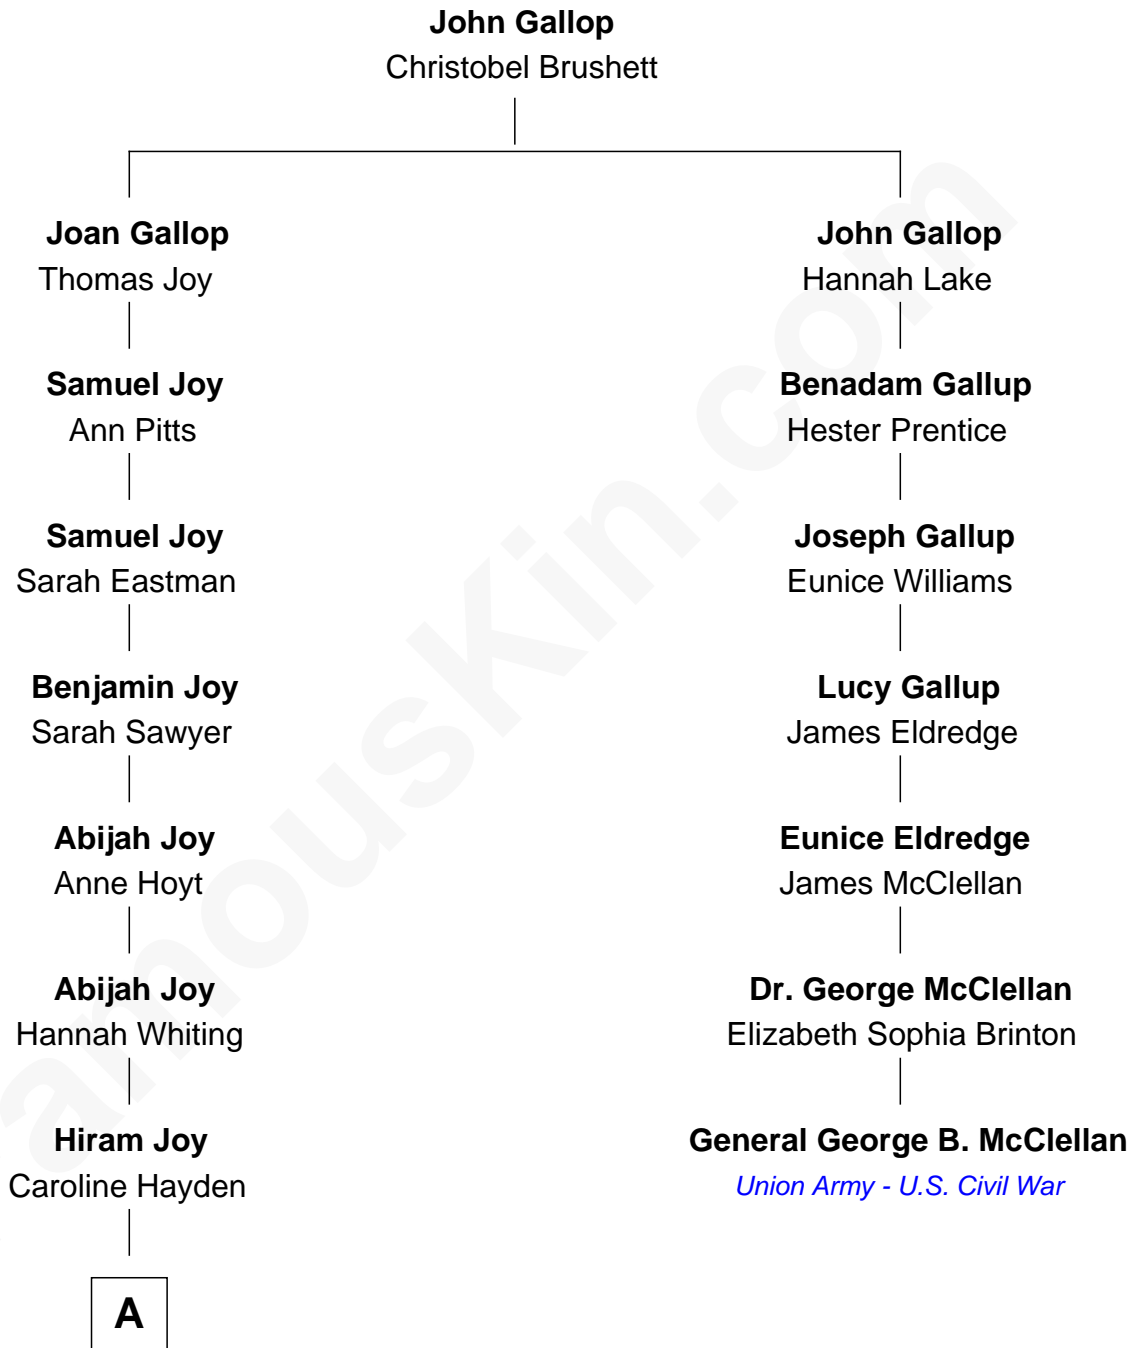 John Gallop
Christobel Brushett
Joan Gallop
Thomas Joy
John Gallop
Hannah Lake
Samuel Joy
Ann Pitts
Benadam Gallup
Hester Prentice
Samuel Joy
Sarah Eastman
Joseph Gallup
Eunice Williams
Benjamin Joy
Sarah Sawyer
Lucy Gallup
James Eldredge
Abijah Joy
Anne Hoyt
Eunice Eldredge
James McClellan
Abijah Joy
Hannah Whiting
Dr. George McClellan
Elizabeth Sophia Brinton
Hiram Joy
Caroline Hayden
General George B. McClellan
Union Army - U.S. Civil War
A
amousKin.com